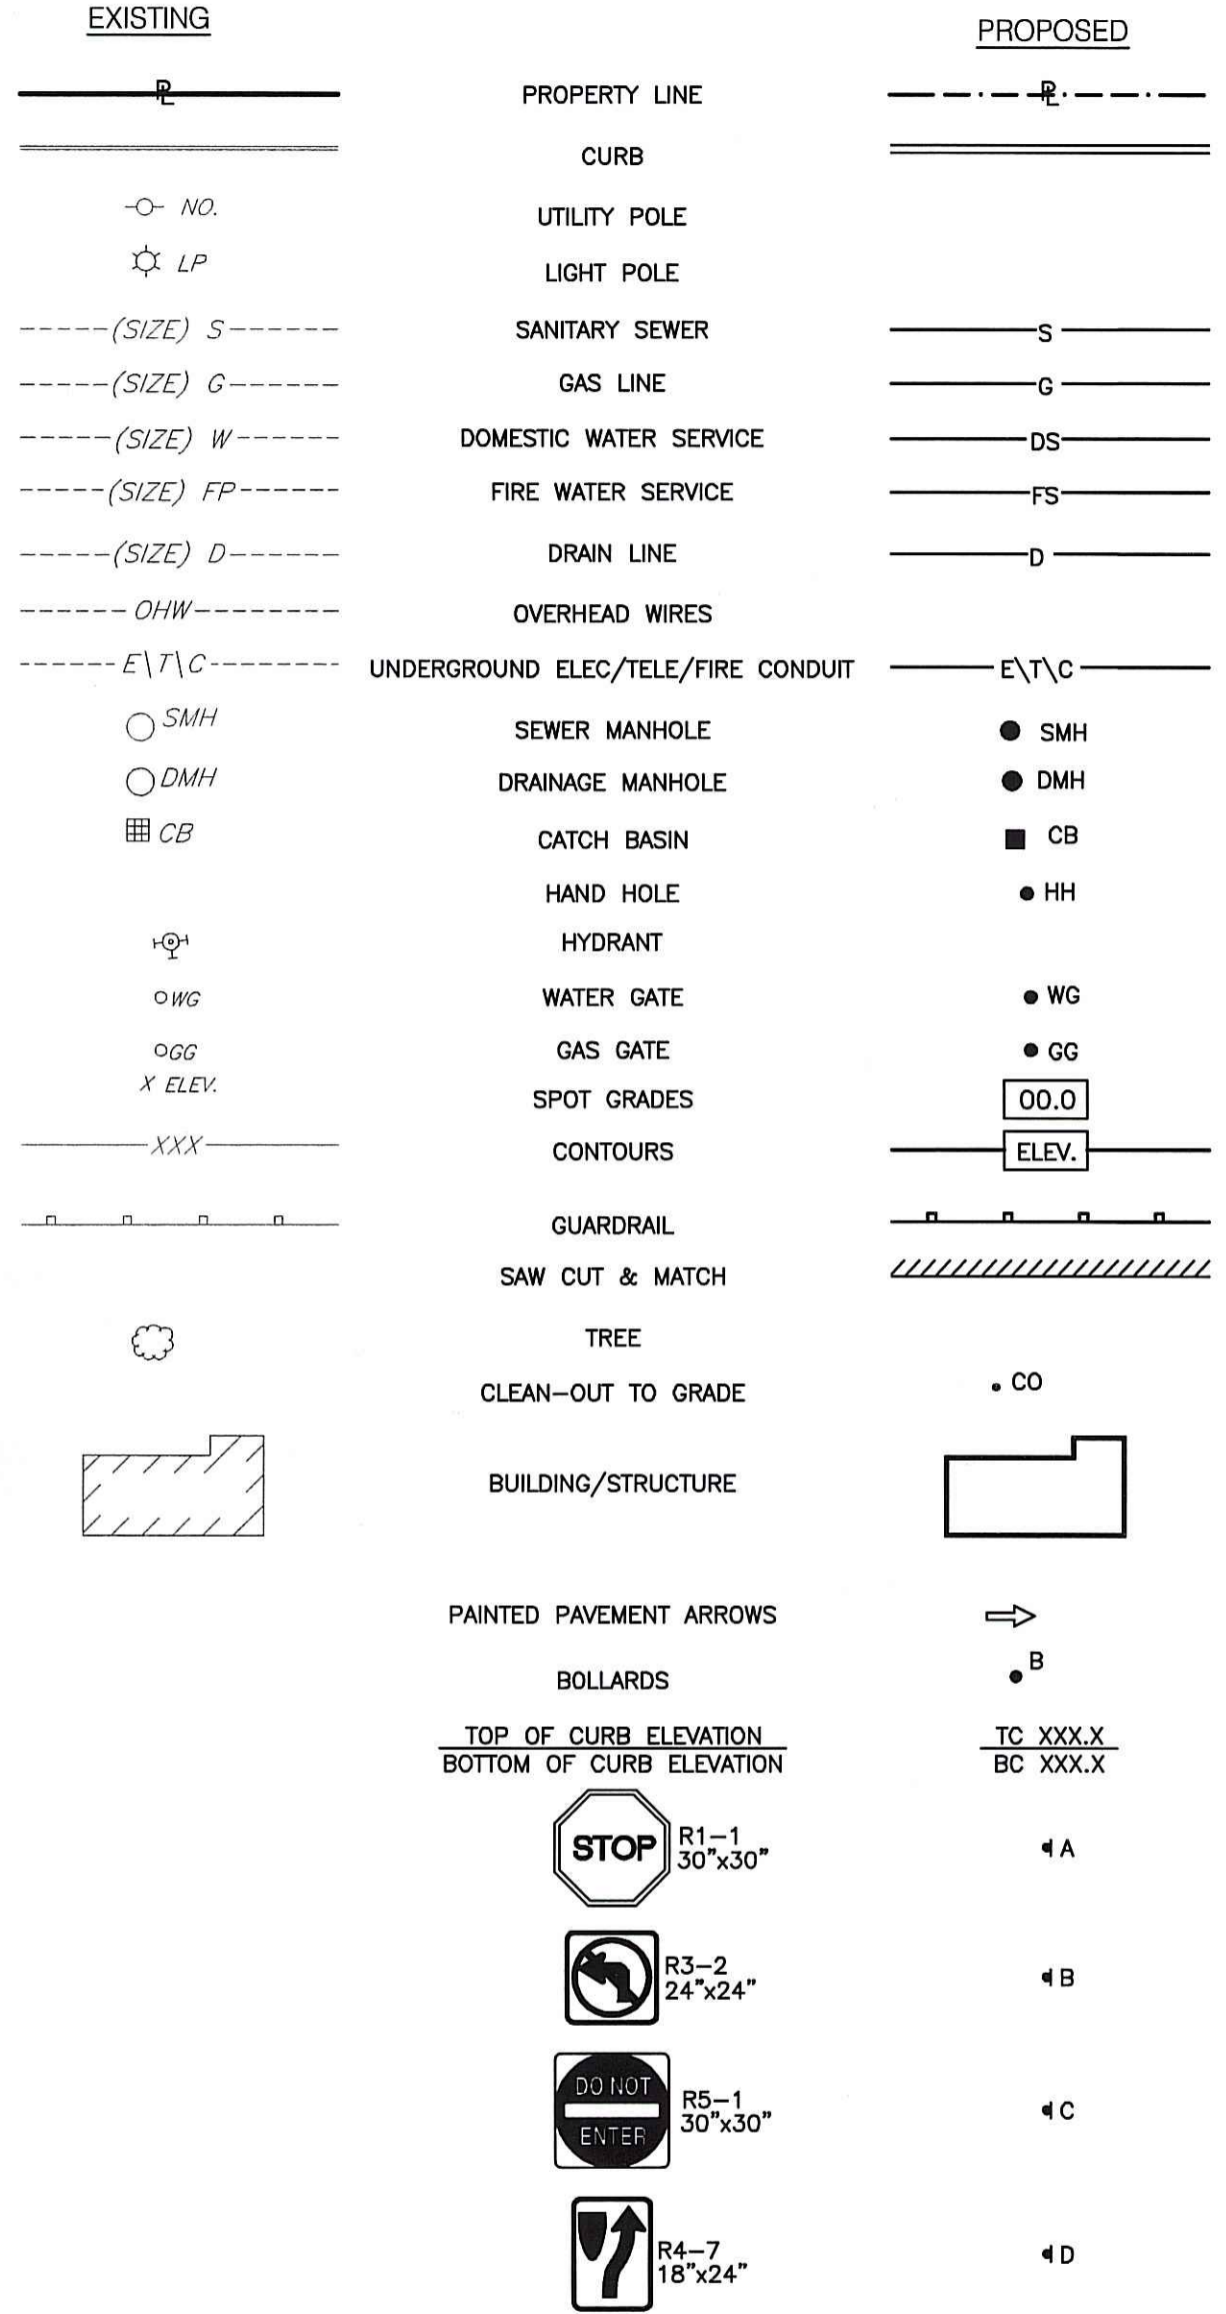 EXISTING
PROPOSED
PL PROPERTY LINE PL
CURB
NO. UTILITY POLE
LP LIGHT POLE
(SIZE) S SANITARY SEWER S
(SIZE) G GAS LINE G
(SIZE) W DOMESTIC WATER SERVICE DS
(SIZE) FP FIRE WATER SERVICE FS
(SIZE) D DRAIN LINE D
OHW OVERHEAD WIRES
E\T\C UNDERGROUND ELEC/TELE/FIRE CONDUIT E\T\C
SMH SEWER MANHOLE SMH
DMH DRAINAGE MANHOLE DMH
CB CATCH BASIN CB
HAND HOLE HH
HYDRANT
WG WATER GATE WG
GG GAS GATE GG
X ELEV. SPOT GRADES 00.0
XXX CONTOURS ELEV.
GUARDRAIL
SAW CUT & MATCH
TREE
CLEAN-OUT TO GRADE CO
BUILDING/STRUCTURE
PAINTED PAVEMENT ARROWS
BOLLARDS B
TOP OF CURB ELEVATION TC XXX.X
BOTTOM OF CURB ELEVATION BC XXX.X
STOP R1-1 A
30"x30"
R3-2 B
24"x24"
DO NOT
ENTER
R5-1 C
30"x30"
R4-7 D
18"x24"